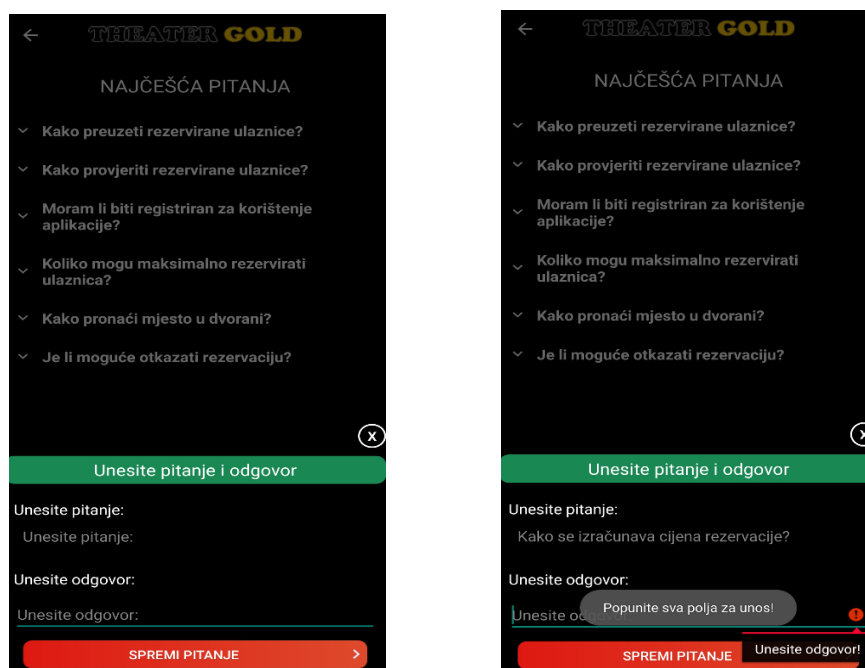 THEATER GOLD
NAJČEŠĆA PITANJA
Kako preuzeti rezervirane ulaznice?
Kako provjeriti rezervirane ulaznice?
Moram li biti registriran za korištenje
aplikacije?
Koliko mogu maksimalno rezervirati
ulaznica?
Kako pronaći mjesto u dvorani?
Je li moguće otkazati rezervaciju?
X
Unesite pitanje i odgovor
Unesite pitanje:
Unesite pitanje:
Unesite odgovor:
Unesite odgovor:
SPREMI PITANJE
THEATER GOLD
NAJČEŠĆA PITANJA
Kako preuzeti rezervirane ulaznice?
Kako provjeriti rezervirane ulaznice?
Moram li biti registriran za korištenje
aplikacije?
Koliko mogu maksimalno rezervirati
ulaznica?
Kako pronaći mjesto u dvorani?
Je li moguće otkazati rezervaciju?
X
Unesite pitanje i odgovor
Unesite pitanje:
Kako se izračunava cijena rezervacije?
Unesite odgovor:
Unesite
Popunite sva polja za unos!
SPREMI PITANJE
Unesite odgovor!